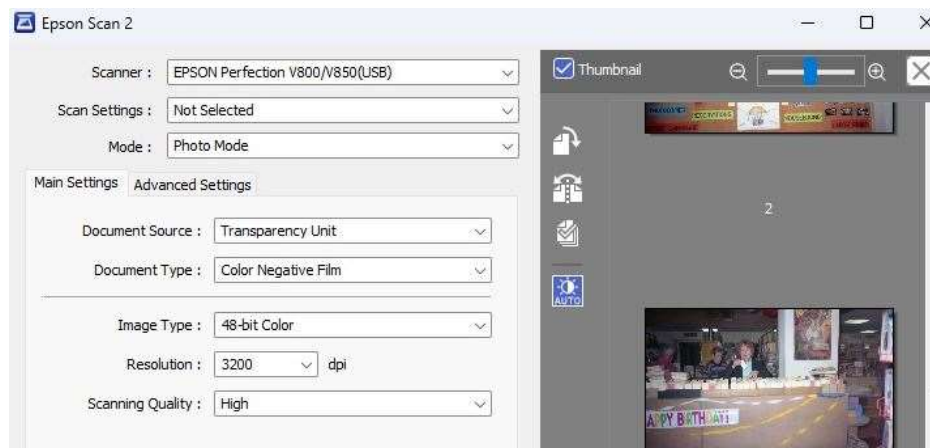 Epson Scan 2
Scanner : EPSON Perfection V800/V850(USB)
Scan Settings : Not Selected
Mode : Photo Mode
Main Settings Advanced Settings
Document Source : Transparency Unit
Document Type : Color Negative Film
Image Type : 48-bit Color
Resolution : 3200 dpi
Scanning Quality : High
Thumbnail
2
AUTO
APPY BIRTHDAY